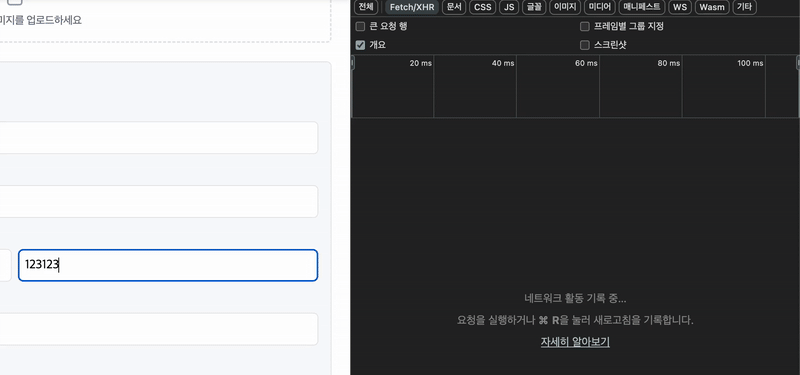 미지를 업로드하세요
123123
전체 Fetch/XHR 문서 CSS JS 글꼴 이미지 미디어 매니페스트 WS Wasm 기타
큰 요청 행 프레임별 그룹 지정
개요 스크린샷
20 ms 40 ms 60 ms 80 ms 100 ms
네트워크 활동 기록 중...
요청을 실행하거나 ⌘ R을 눌러 새로고침을 기록합니다.
자세히 알아보기